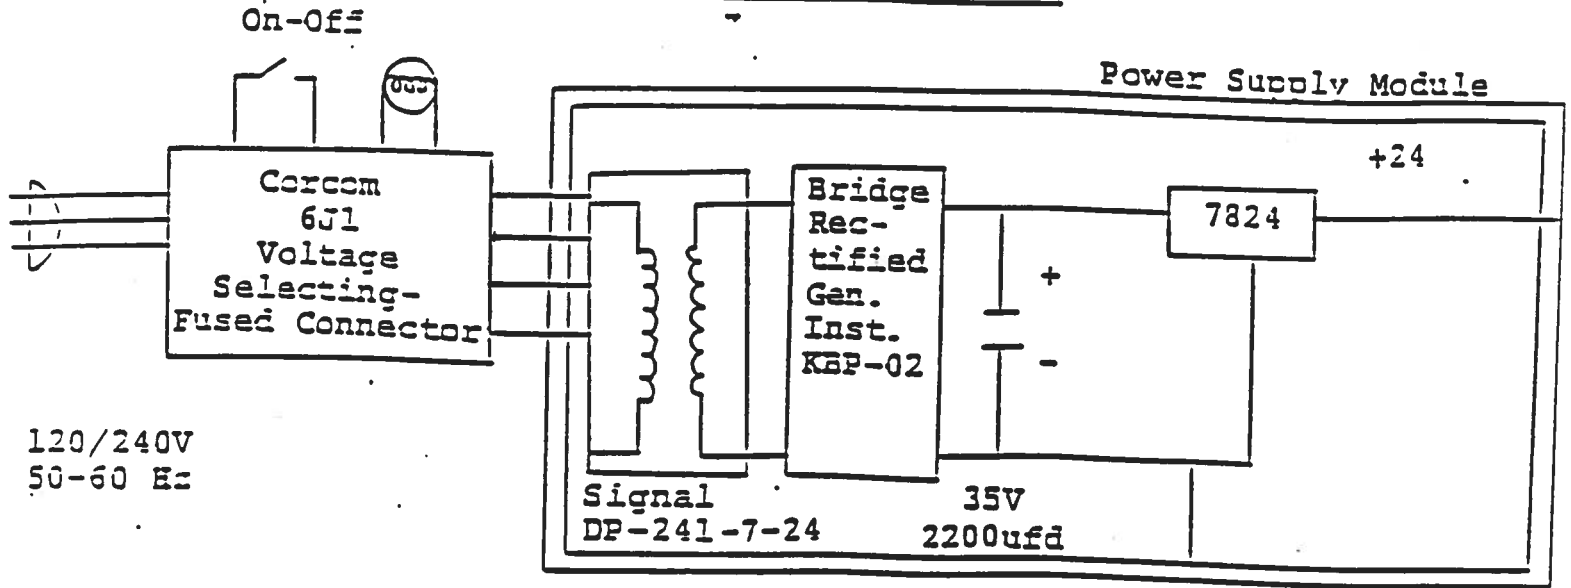 On-Off
Power Supply Module
+24
Corcom
6J1
Voltage
Selecting-
Fused Connector
Bridge
Rec-
tified
Gen.
Inst.
KBP-02
7824
+
-
120/240V
50-60 Hz
Signal
DP-241-7-24
35V
2200ufd